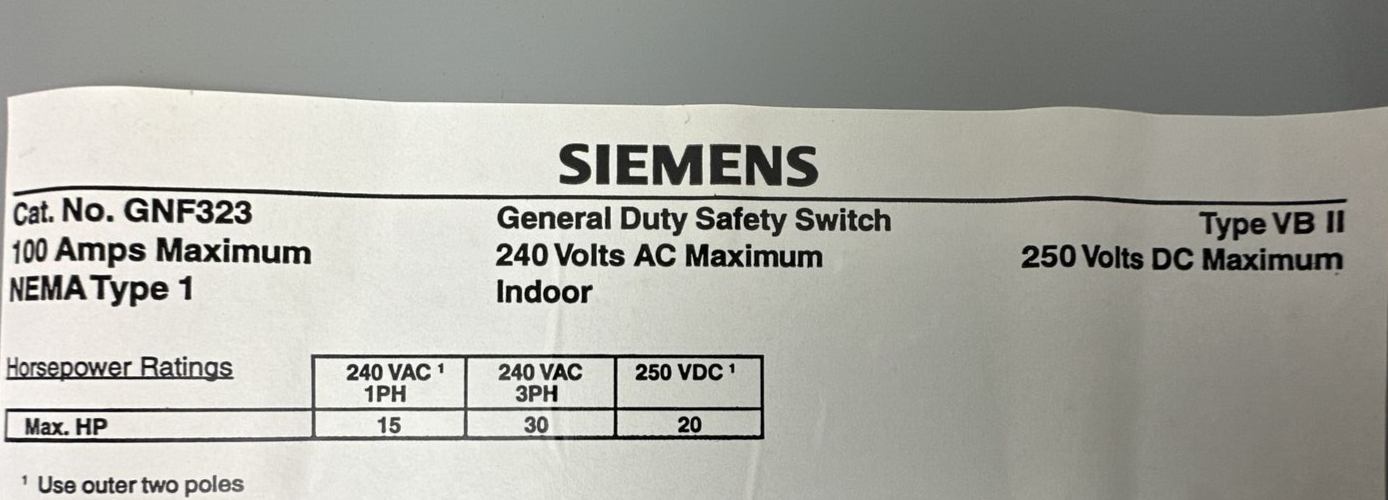 SIEMENS
Cat. No. GNF323 General Duty Safety Switch Type VB II
100 Amps Maximum 240 Volts AC Maximum 250 Volts DC Maximum
NEMA Type 1 Indoor
Horsepower Ratings 240 VAC ¹ 240 VAC 250 VDC ¹
1PH 3PH
Max. HP 15 30 20
¹ Use outer two poles